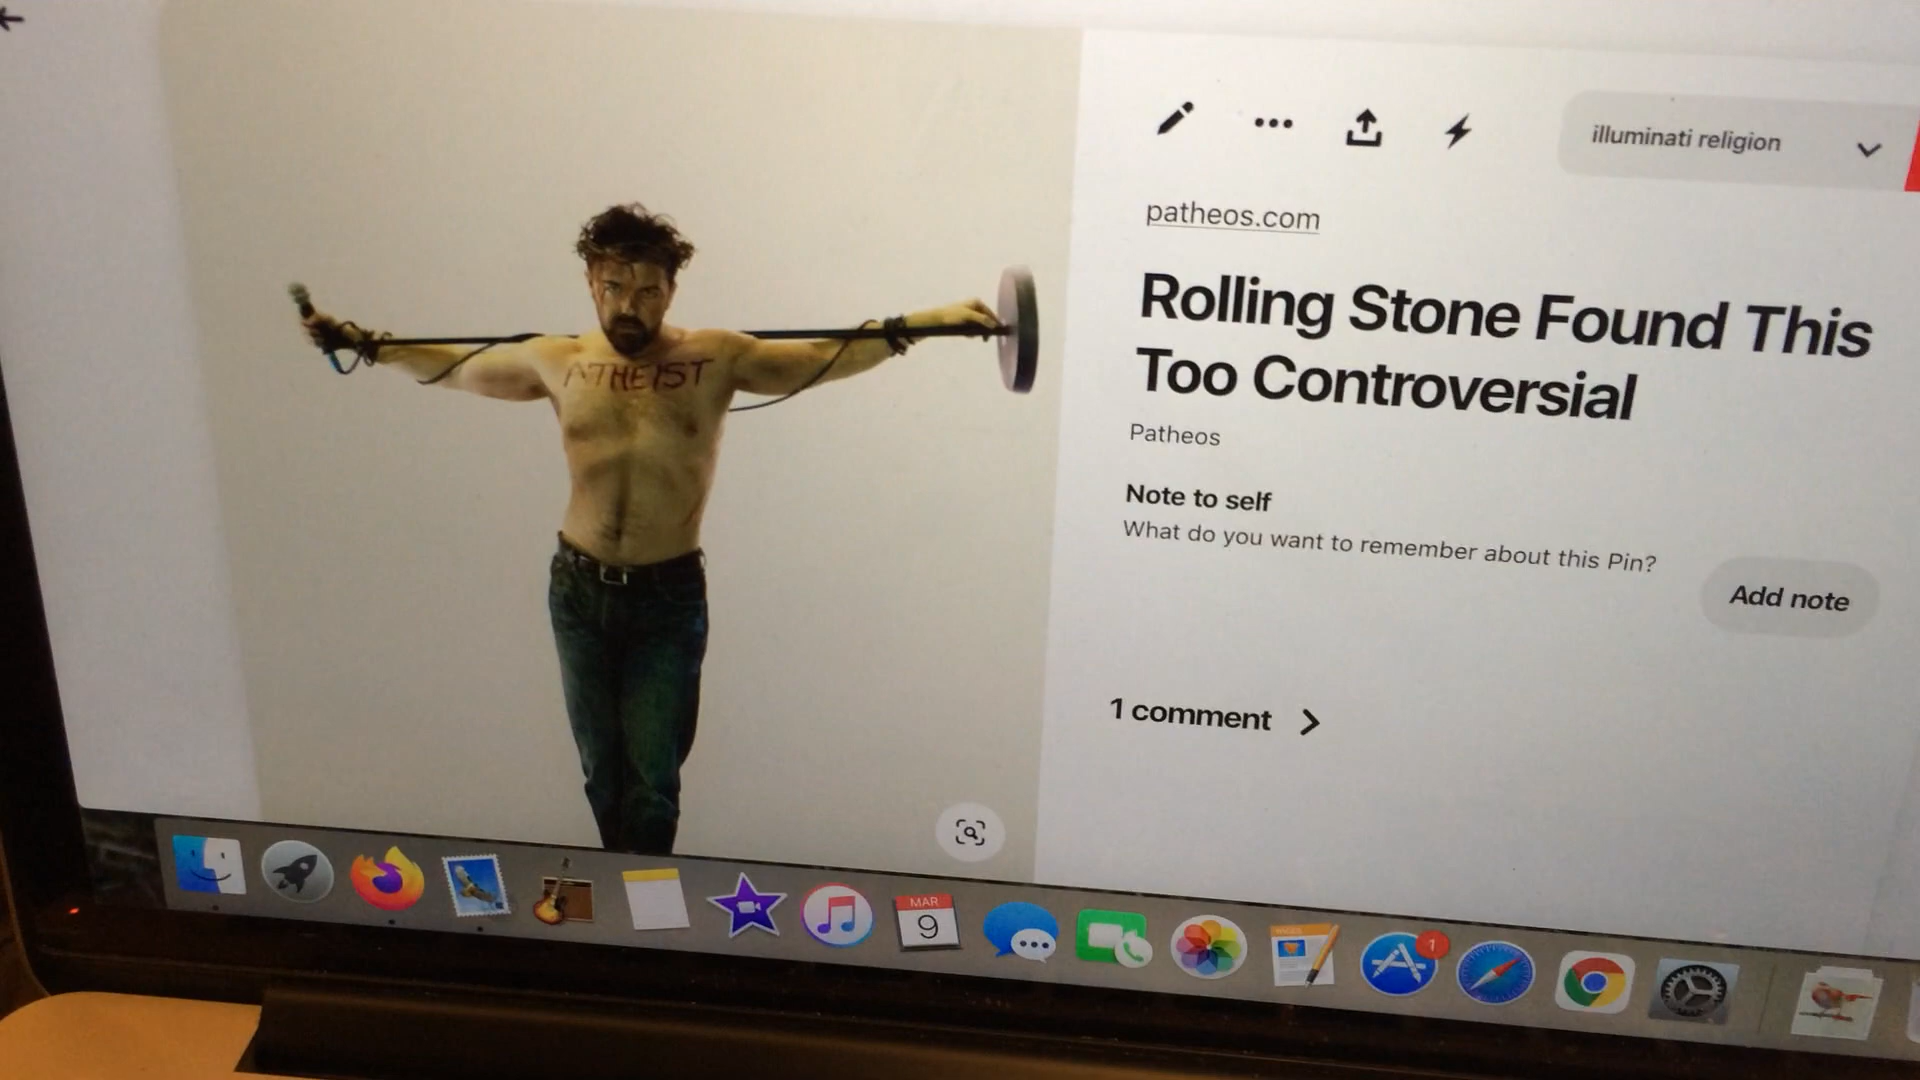 ATHEIST
illuminati religion
patheos.com
Rolling Stone Found This
Too Controversial
Patheos
Note to self
What do you want to remember about this Pin?
Add note
1 comment
MAR
9
1